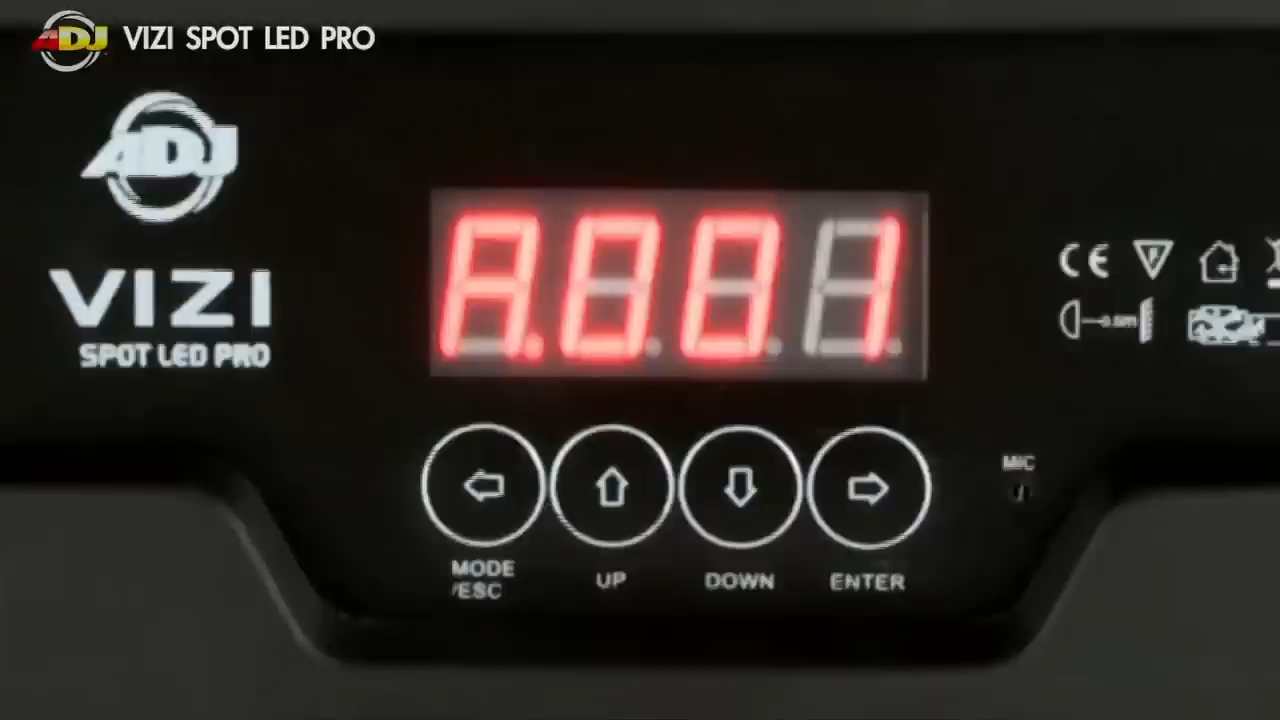 ADJ VIZI SPOT LED PRO
ADJ
VIZI
SPOT LED PRO
A.001
CE
MIC
MODE
/ESC
UP
DOWN
ENTER